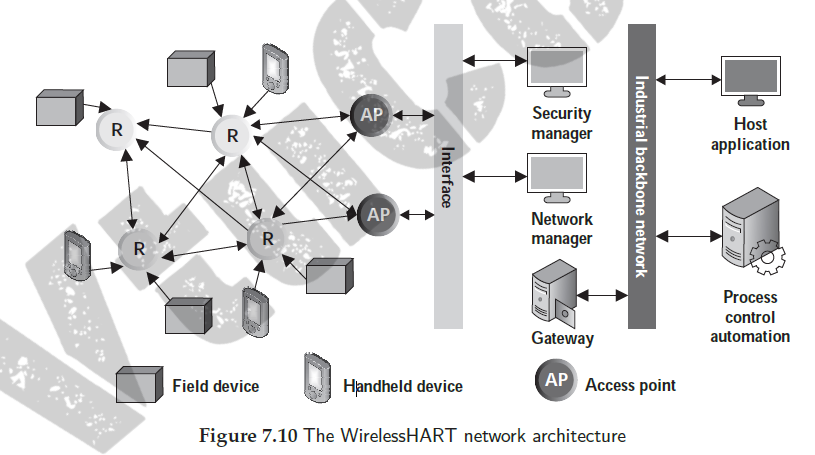 R
R
R
R
AP
AP
Interface
Security
manager
Network
manager
Gateway
Industrial backbone network
Host
application
Process
control
automation
Field device
Handheld device
AP Access point
Figure 7.10 The WirelessHART network architecture